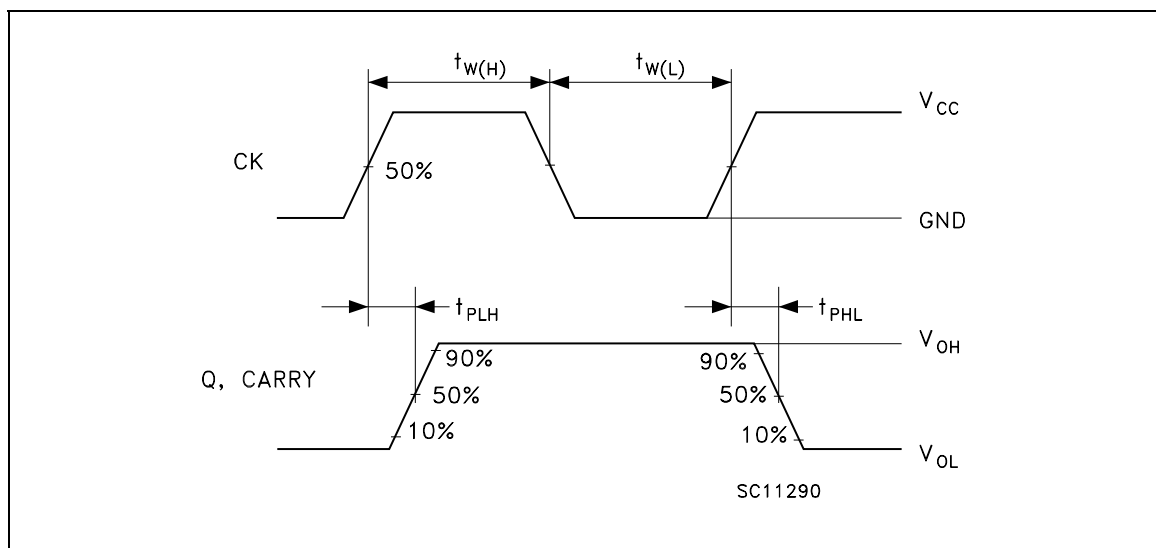 tW(H)
tW(L)
VCC
CK
50%
GND
tPLH
tPHL
VOH
90%
90%
Q, CARRY
50%
50%
10%
10%
VOL
SC11290